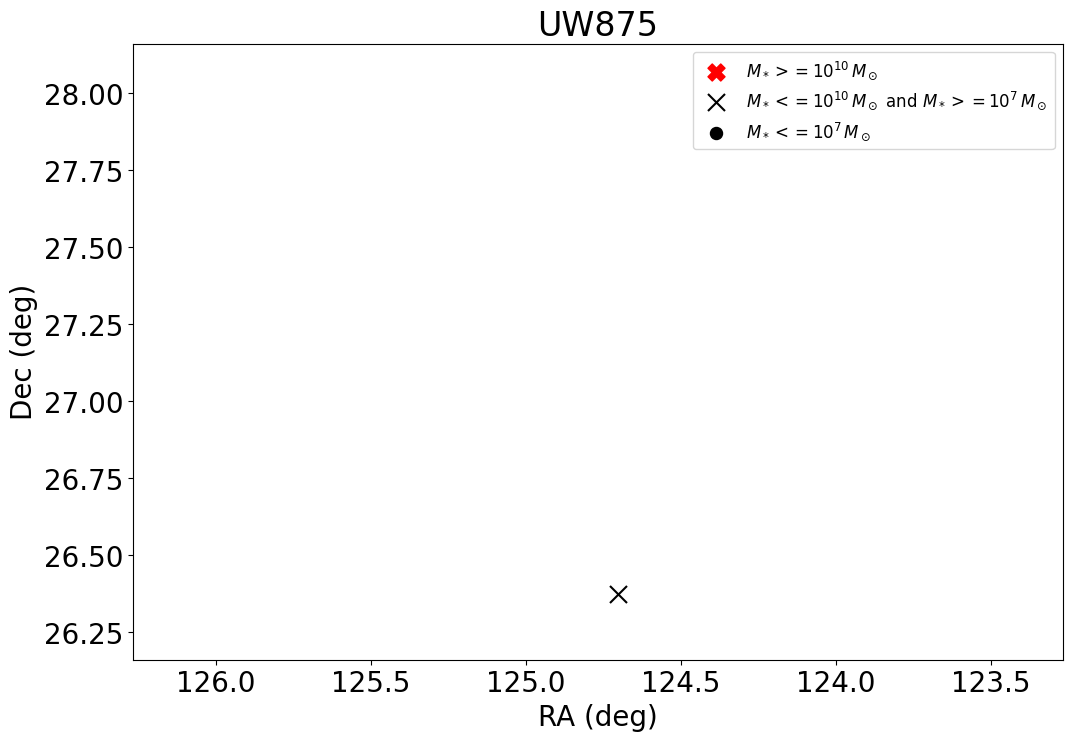 UW875
M* >= 10^10 M⊙
M* <= 10^10 M⊙ and M* >= 10^7 M⊙
M* <= 10^7 M⊙
28.00
27.75
27.50
27.25
27.00
26.75
26.50
26.25
Dec (deg)
126.0 125.5 125.0 124.5 124.0 123.5
RA (deg)